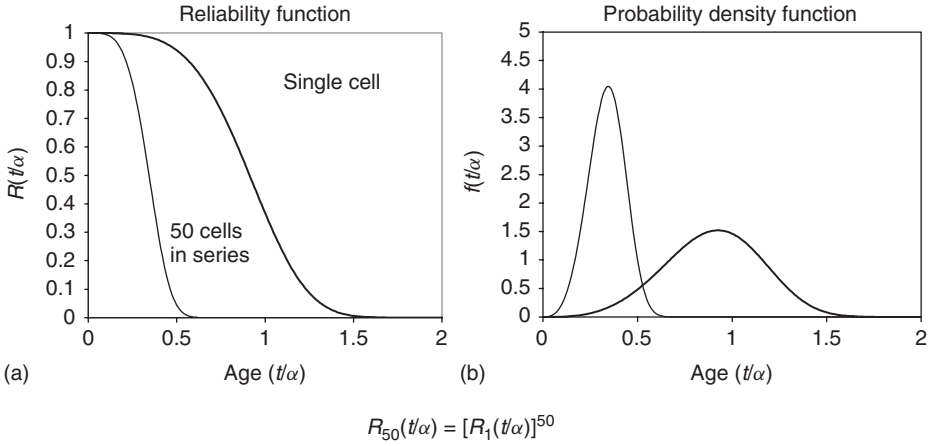 Reliability function
1
0.9
0.8
0.7
0.6
0.5
0.4
0.3
0.2
0.1
0
R(t/α)
Single cell
50 cells
in series
0 0.5 1 1.5 2
(a) Age (t/α)
Probability density function
5
4.5
4
3.5
3
2.5
2
1.5
1
0.5
0
f(t/α)
0 0.5 1 1.5 2
(b) Age (t/α)
R₅₀(t/α) = [R₁(t/α)]⁵⁰